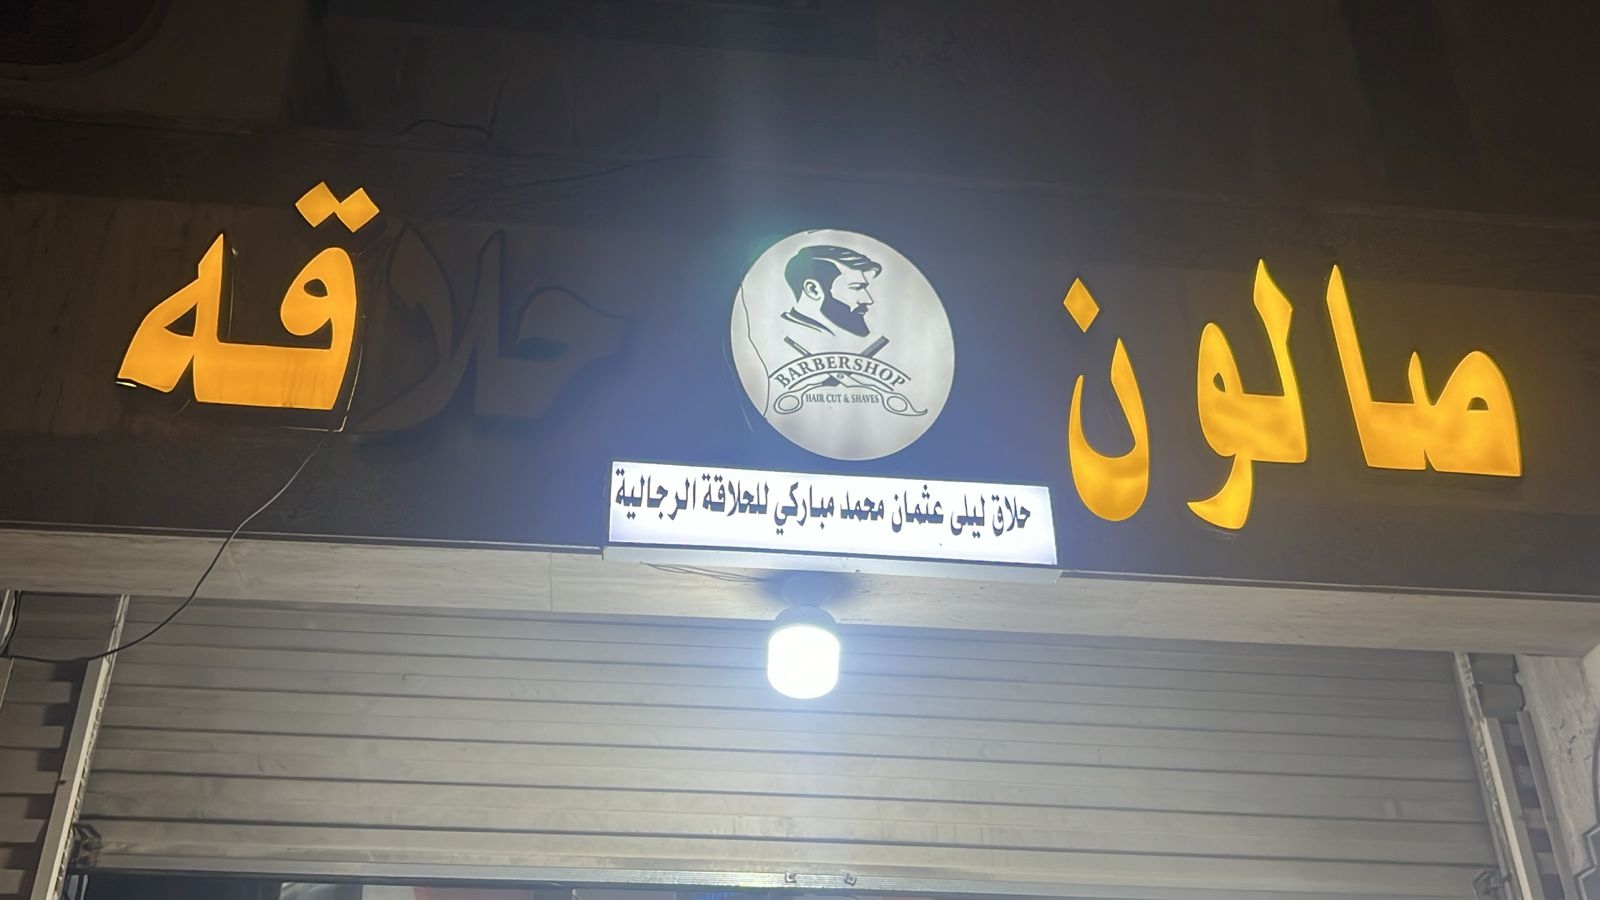 صالون حلاقه
BARBERSHOP
HAIR CUT & SHAVES
حلاق ليلى عثمان محمد مباركي للحلاقة الرجالية